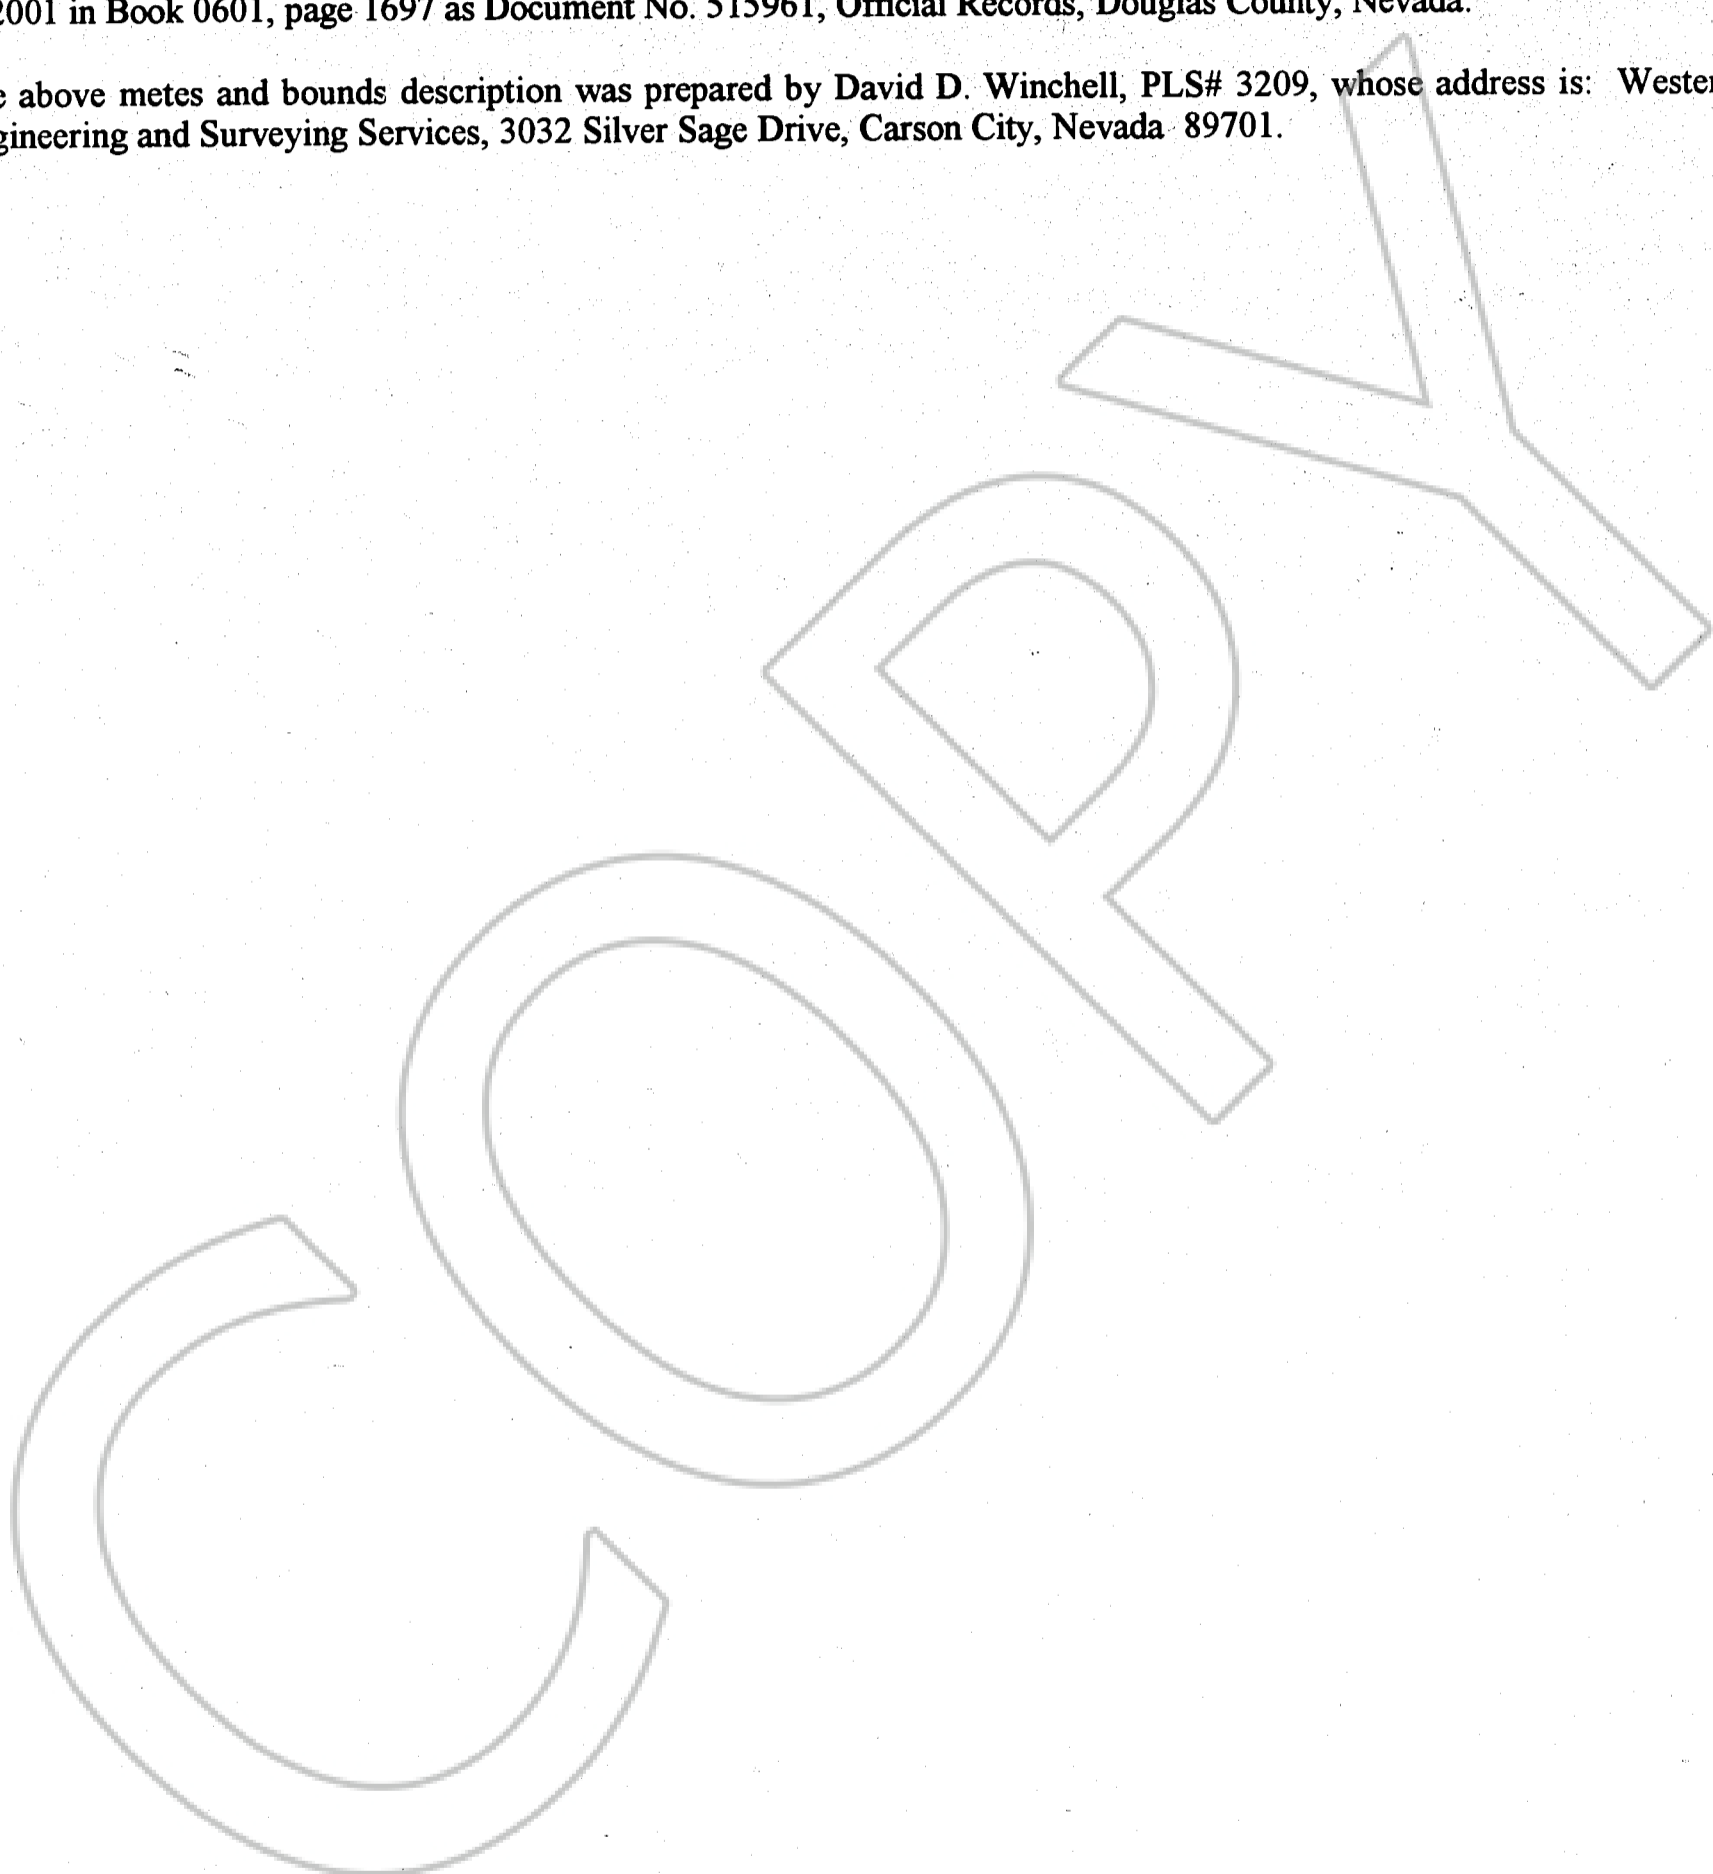 2001 in Book 0601, page 1697 as Document No. 515961, Official Records, Douglas County, Nevada.
e above metes and bounds description was prepared by David D. Winchell, PLS# 3209, whose address is: Wester
gineering and Surveying Services, 3032 Silver Sage Drive, Carson City, Nevada 89701.
COPY